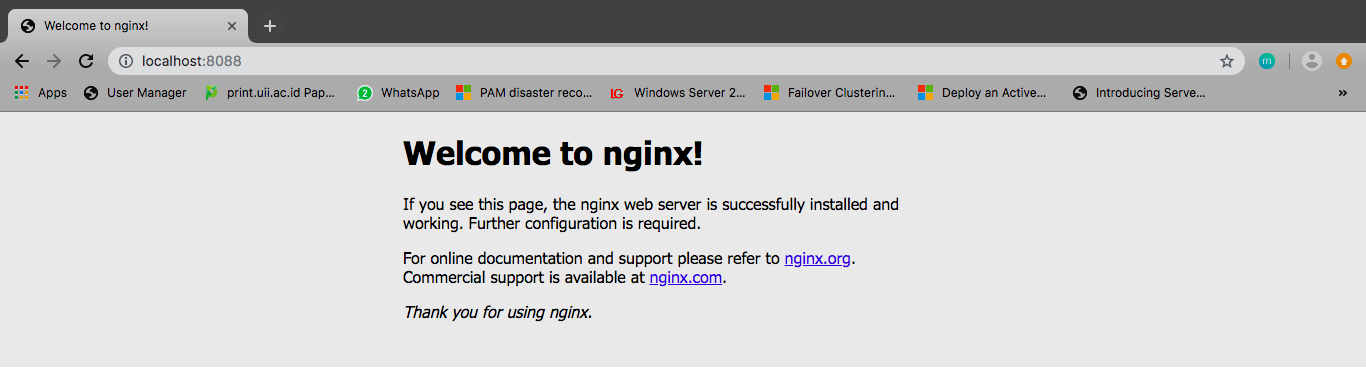 Welcome to nginx!
localhost:8088
m
Apps
User Manager
print.uii.ac.id Pap...
2
WhatsApp
PAM disaster reco...
LG
Windows Server 2...
Failover Clusterin...
Deploy an Active...
Introducing Serve...
»
Welcome to nginx!
If you see this page, the nginx web server is successfully installed and
working. Further configuration is required.
For online documentation and support please refer to nginx.org.
Commercial support is available at nginx.com.
Thank you for using nginx.